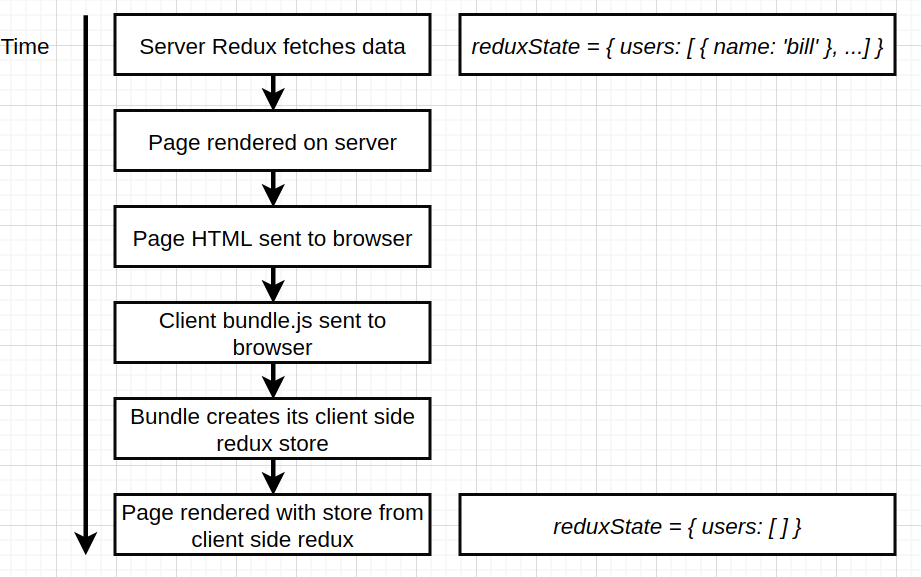 Time
Server Redux fetches data
reduxState = { users: [ { name: 'bill' }, ...] }
Page rendered on server
Page HTML sent to browser
Client bundle.js sent to
browser
Bundle creates its client side
redux store
Page rendered with store from
client side redux
reduxState = { users: [ ] }